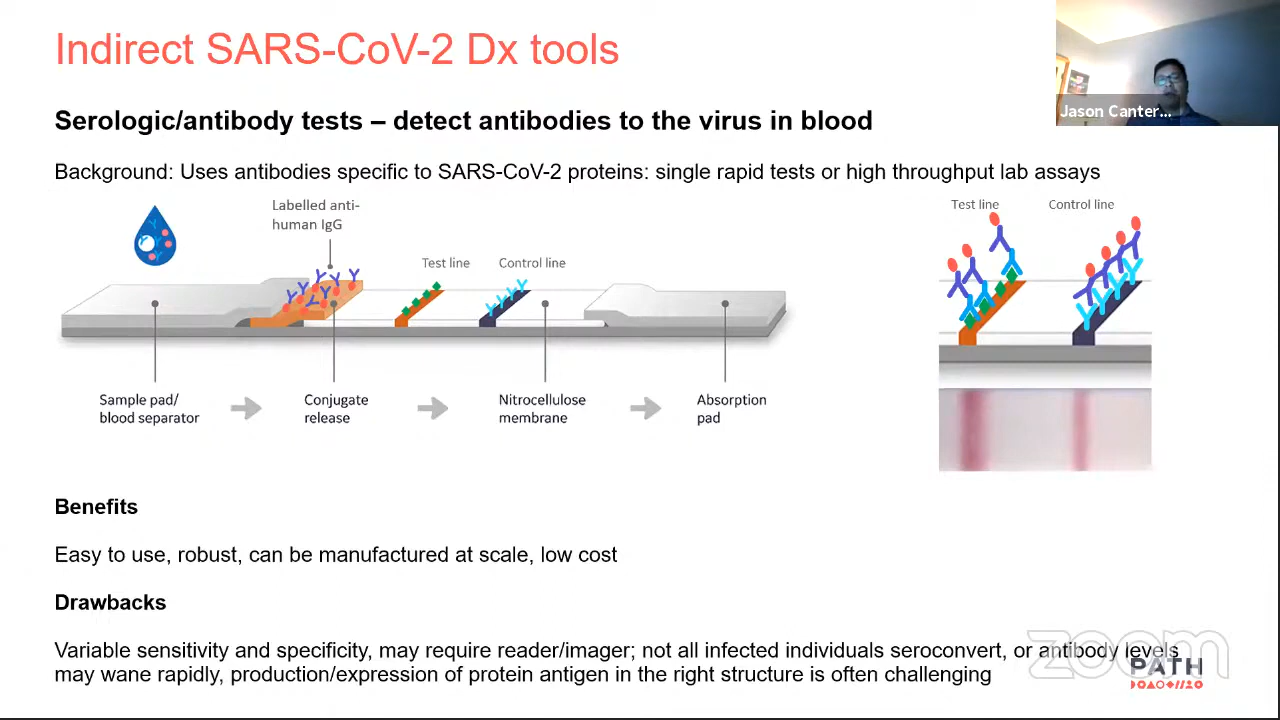 Indirect SARS-CoV-2 Dx tools
Jason Canter...
Serologic/antibody tests – detect antibodies to the virus in blood
Background: Uses antibodies specific to SARS-CoV-2 proteins: single rapid tests or high throughput lab assays
Labelled anti-
human IgG
Test line
Control line
Sample pad/
blood separator
Conjugate
release
Nitrocellulose
membrane
Absorption
pad
Test line
Control line
Benefits
Easy to use, robust, can be manufactured at scale, low cost
Drawbacks
Variable sensitivity and specificity, may require reader/imager; not all infected individuals seroconvert, or antibody levels
may wane rapidly, production/expression of protein antigen in the right structure is often challenging
zoom
PATH